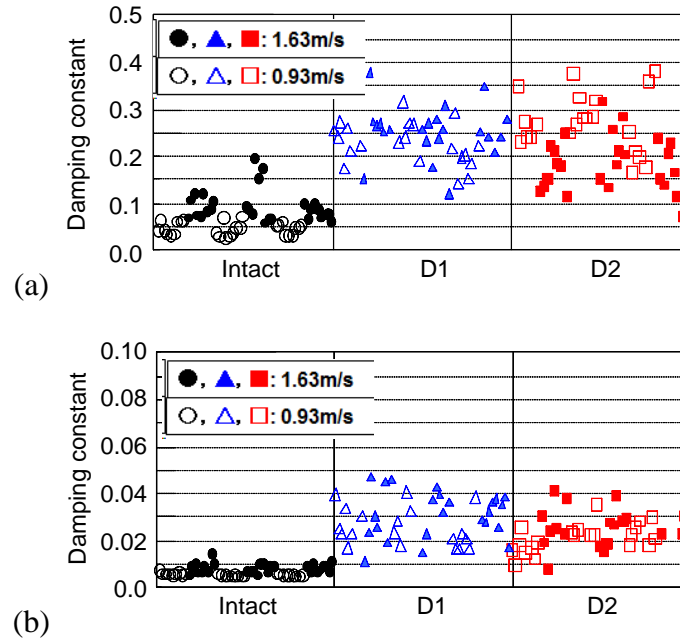 0.5
0.4
0.3
0.2
0.1
0.0
Damping constant
●, ▲, ■: 1.63m/s
○, △, □: 0.93m/s
Intact D1 D2
(a)
0.10
0.08
0.06
0.04
0.02
0.0
Damping constant
●, ▲, ■: 1.63m/s
○, △, □: 0.93m/s
Intact D1 D2
(b)